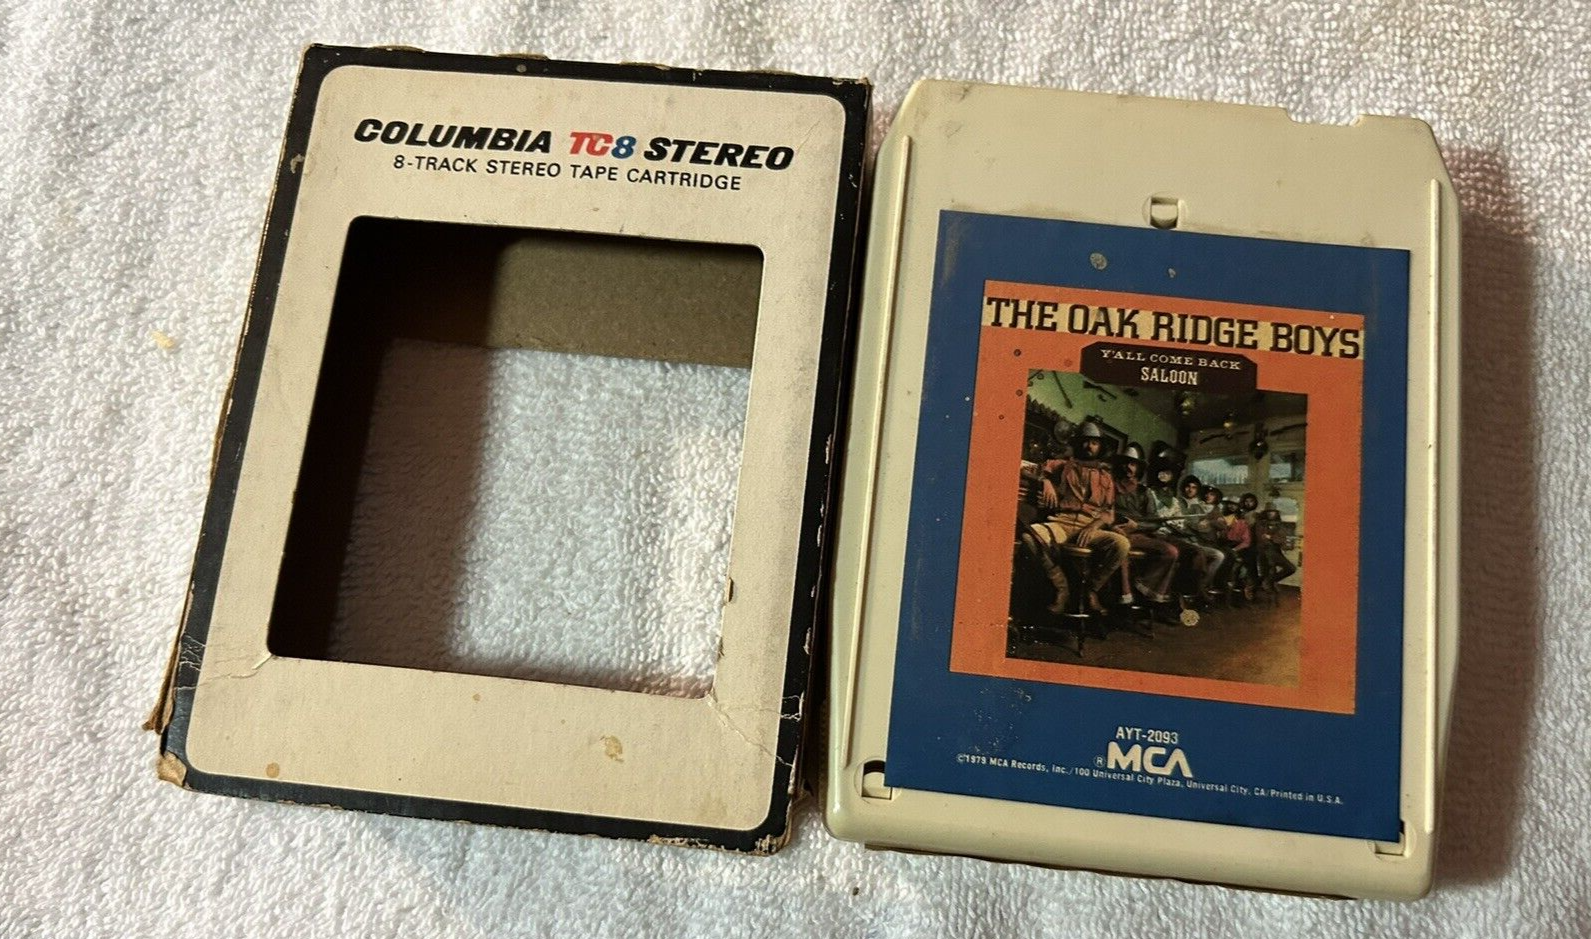 COLUMBIA TC8 STEREO
8-TRACK STEREO TAPE CARTRIDGE
THE OAK RIDGE BOYS
Y'ALL COME BACK
SALOON
AYT-2093
® MCA
©1979 MCA Records, Inc./100 Universal City Plaza, Universal City, CA/Printed in U.S.A.